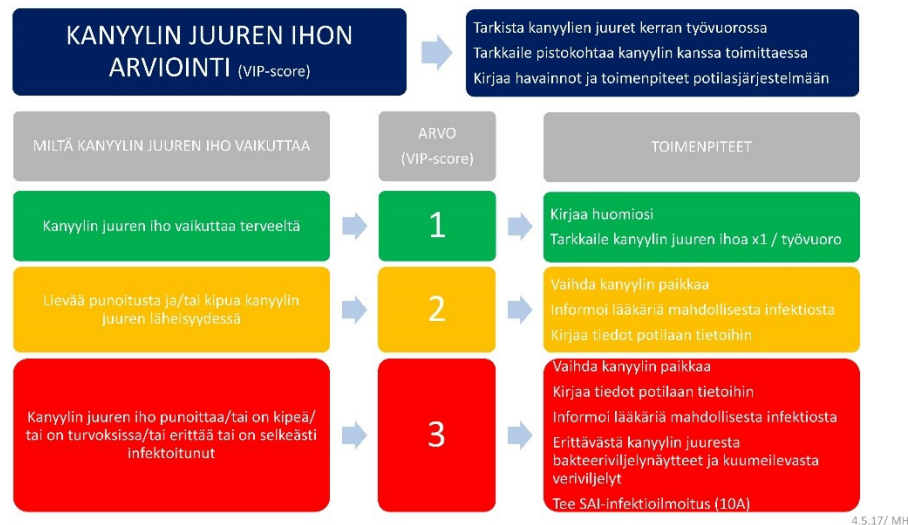 KANYYLIN JUUREN IHON
ARVIOINTI (VIP-score)
Tarkista kanyylien juuret kerran työvuorossa
Tarkkaile pistokohtaa kanyylin kanssa toimittaessa
Kirjaa havainnot ja toimenpiteet potilasjärjestelmään
MILTÄ KANYYLIN JUUREN IHO VAIKUTTAA
ARVO
(VIP-score)
TOIMENPITEET
Kanyylin juuren iho vaikuttaa terveeltä
1
Kirjaa huomiosi
Tarkkaile kanyylin juuren ihoa x1 / työvuoro
Lievää punoitusta ja/tai kipua kanyylin
juuren läheisyydessä
2
Vaihda kanyylin paikkaa
Informoi lääkäriä mahdollisesta infektiosta
Kirjaa tiedot potilaan tietoihin
Kanyylin juuren iho punoittaa/tai on kipeä/
tai on turvoksissa/tai erittää tai on selkeästi
infektoitunut
3
Vaihda kanyylin paikkaa
Kirjaa tiedot potilaan tietoihin
Informoi lääkäriä mahdollisesta infektiosta
Erittävästä kanyylin juuresta
bakteeriviljelynäytteet ja kuumeilevasta
veriviljelyt
Tee SAI-infektioilmoitus (10A)
4.5.17/ MH